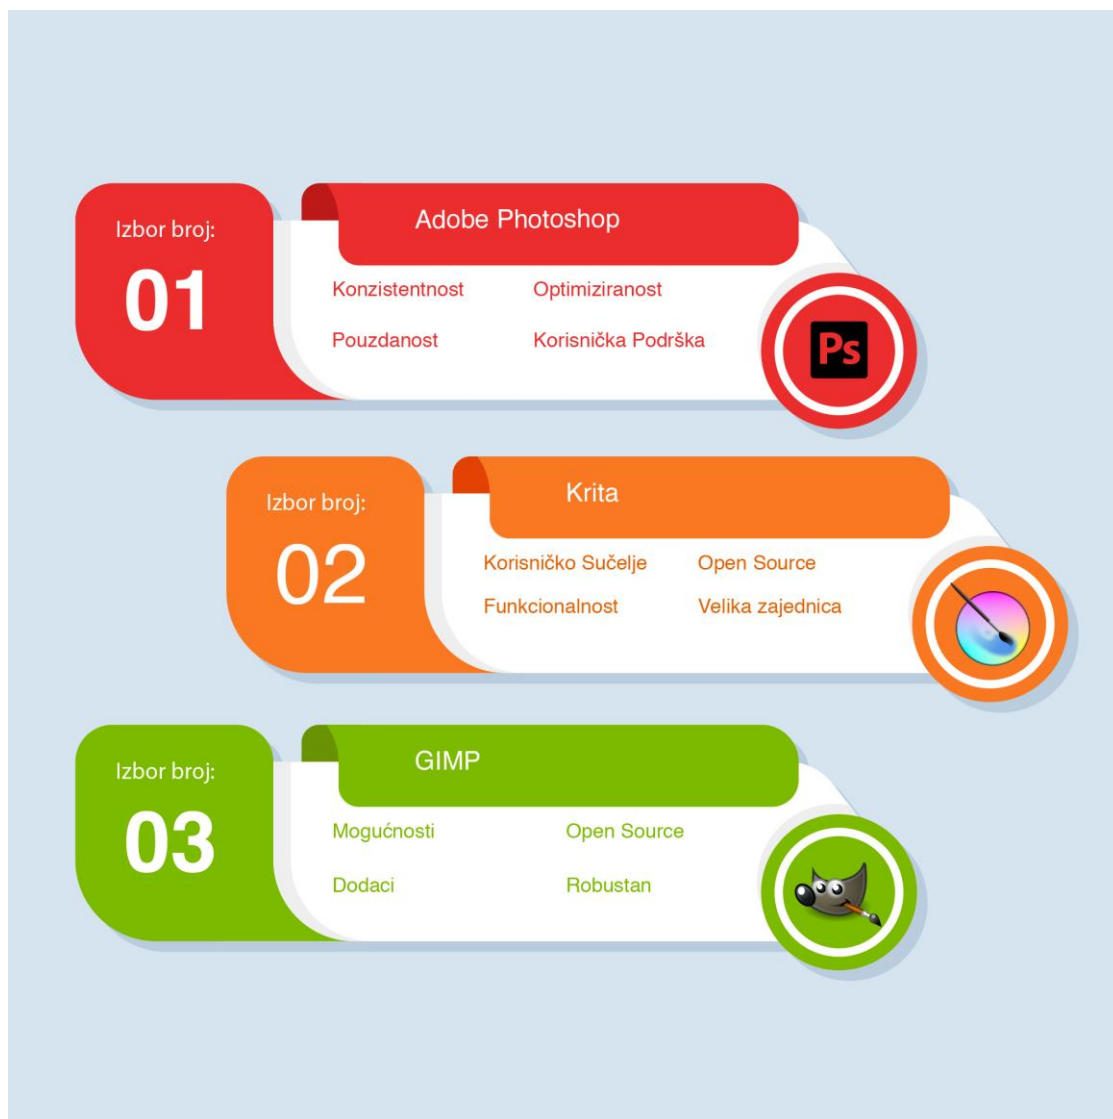 Izbor broj:
01
Adobe Photoshop
Konzistentnost
Optimiziranost
Pouzdanost
Korisnička Podrška
Ps
Izbor broj:
02
Krita
Korisničko Sučelje
Open Source
Funkcionalnost
Velika zajednica
Izbor broj:
03
GIMP
Mogućnosti
Open Source
Dodaci
Robustan